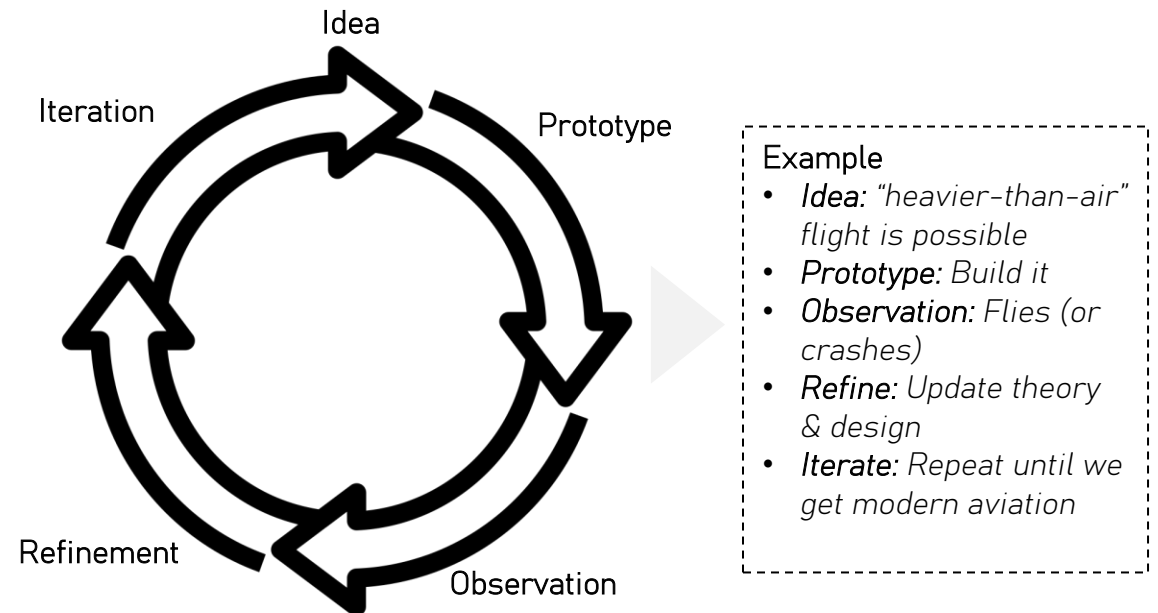 Idea
Iteration
Prototype
Refinement
Observation
Example
• Idea: “heavier-than-air”
flight is possible
• Prototype: Build it
• Observation: Flies (or
crashes)
• Refine: Update theory
& design
• Iterate: Repeat until we
get modern aviation